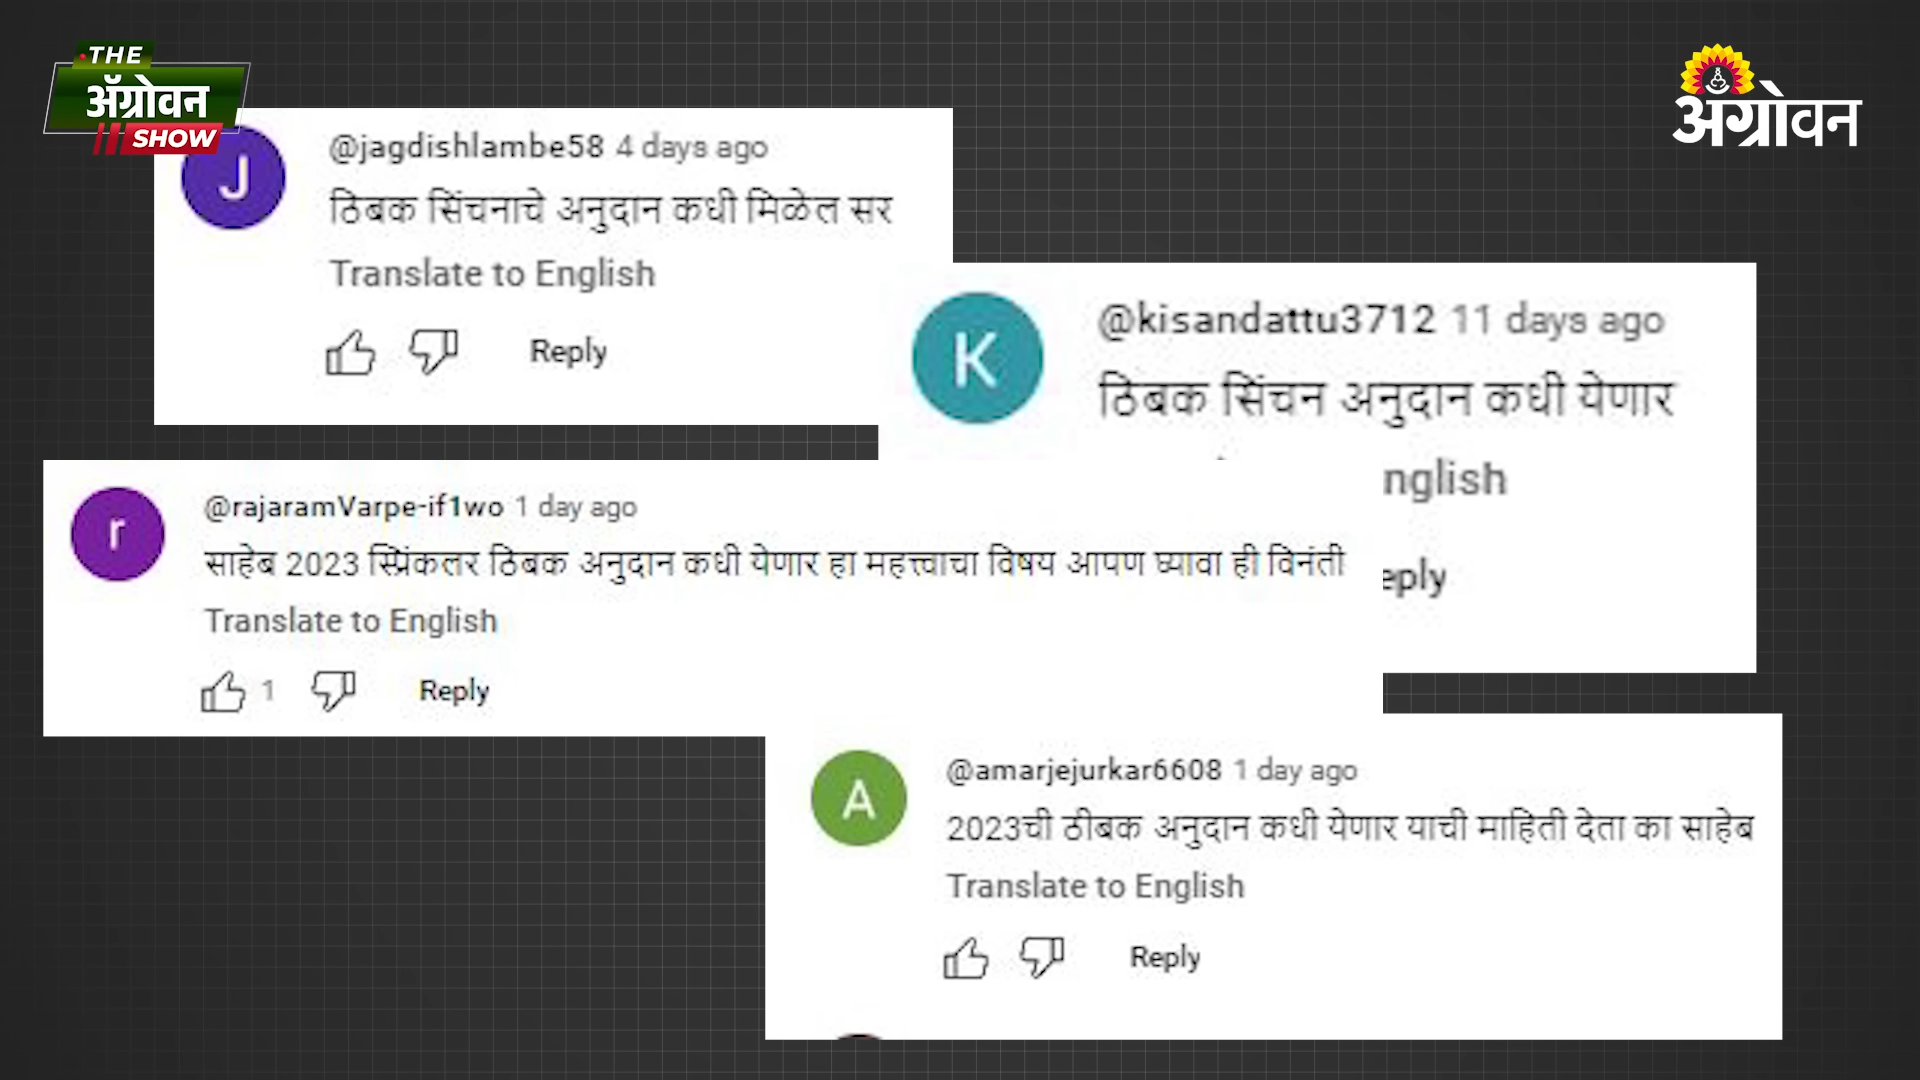 THE
ॲग्रोवन
SHOW
ॲग्रोवन
J
@jagdishlambe58 4 days ago
ठिबक सिंचनाचे अनुदान कधी मिळेल सर
Translate to English
Reply
K
@kisandattu3712 11 days ago
ठिबक सिंचन अनुदान कधी येणार
nglish
eply
r
@rajaramVarpe-if1wo 1 day ago
साहेब 2023 स्प्रिंकलर ठिबक अनुदान कधी येणार हा महत्त्वाचा विषय आपण घ्यावा ही विनंती
Translate to English
1 Reply
A
@amarjejurkar6608 1 day ago
2023ची ठीबक अनुदान कधी येणार याची माहिती देता का साहेब
Translate to English
Reply